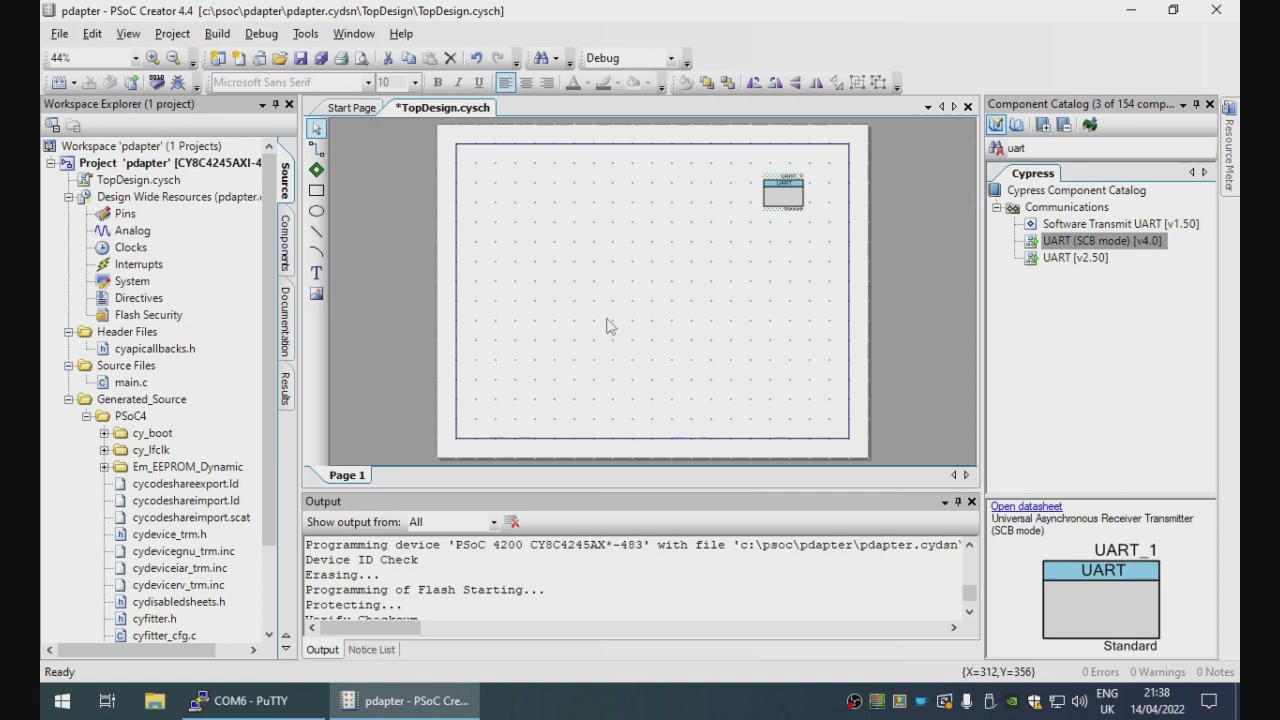 pdapter - PSoC Creator 4.4 [c:\psoc\pdapter\pdapter.cydsn\TopDesign\TopDesign.cysch]
File Edit View Project Build Debug Tools Window Help
44%
Debug
Microsoft Sans Serif 10 B I U
Workspace Explorer (1 project)
Start Page
*TopDesign.cysch
Component Catalog (3 of 154 comp...
uart
Workspace 'pdapter' (1 Projects)
Project 'pdapter' [CY8C4245AXI-4
TopDesign.cysch
Design Wide Resources (pdapter.
Pins
Analog
Clocks
Interrupts
System
Directives
Flash Security
Header Files
cyapicallbacks.h
Source Files
main.c
Generated_Source
PSoC4
cy_boot
cy_lfclk
Em_EEPROM_Dynamic
cycodeshareexport.ld
cycodeshareimport.ld
cycodeshareimport.scat
cydevice_trm.h
cydevicegnu_trm.inc
cydeviceiar_trm.inc
cydevicerv_trm.inc
cydisabledsheets.h
cyfitter.h
cyfitter_cfg.c
Source
Components
Documentation
Results
UART_1
UART
Page 1
Output
Show output from: All
Programming device 'PSoC 4200 CY8C4245AX*-483' with file 'c:\psoc\pdapter\pdapter.cydsn\
Device ID Check
Erasing...
Programming of Flash Starting...
Protecting...
Verify Checksum
Output Notice List
Cypress
Cypress Component Catalog
Communications
Software Transmit UART [v1.50]
UART (SCB mode) [v4.0]
UART [v2.50]
Resource Meter
Open datasheet
Universal Asynchronous Receiver Transmitter
(SCB mode)
UART_1
UART
Standard
Ready
{X=312,Y=356}
0 Errors 0 Warnings 0 Notes
COM6 - PuTTY
pdapter - PSoC Cre...
ENG
UK
21:38
14/04/2022